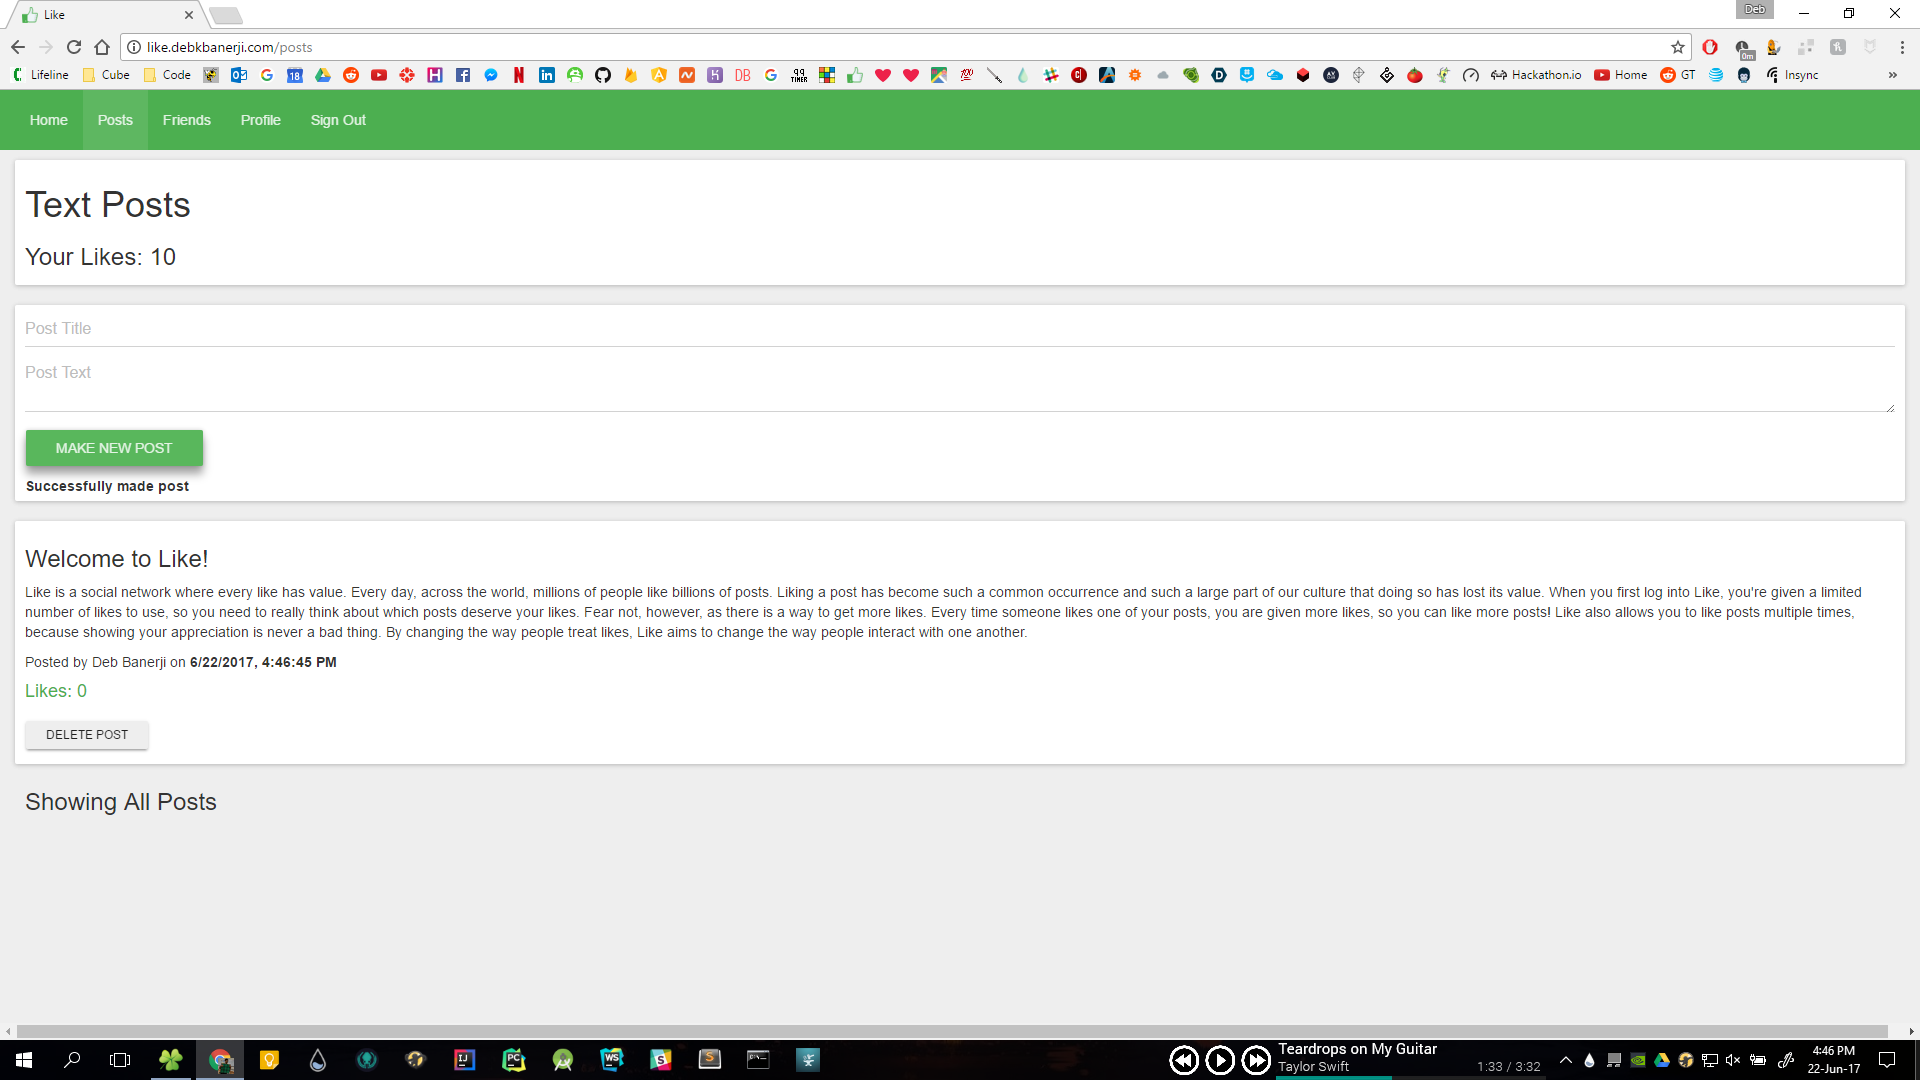 Like
Deb
like.debkbanerji.com/posts
Lifeline
Cube
Code
18
DB
Hackathon.io
Home
GT
Insync
Home
Posts
Friends
Profile
Sign Out
Text Posts
Your Likes: 10
Post Title
Post Text
MAKE NEW POST
Successfully made post
Welcome to Like!
Like is a social network where every like has value. Every day, across the world, millions of people like billions of posts. Liking a post has become such a common occurrence and such a large part of our culture that doing so has lost its value. When you first log into Like, you're given a limited
number of likes to use, so you need to really think about which posts deserve your likes. Fear not, however, as there is a way to get more likes. Every time someone likes one of your posts, you are given more likes, so you can like more posts! Like also allows you to like posts multiple times,
because showing your appreciation is never a bad thing. By changing the way people treat likes, Like aims to change the way people interact with one another.
Posted by Deb Banerji on 6/22/2017, 4:46:45 PM
Likes: 0
DELETE POST
Showing All Posts
Teardrops on My Guitar
Taylor Swift
1:33 / 3:32
4:46 PM
22-Jun-17